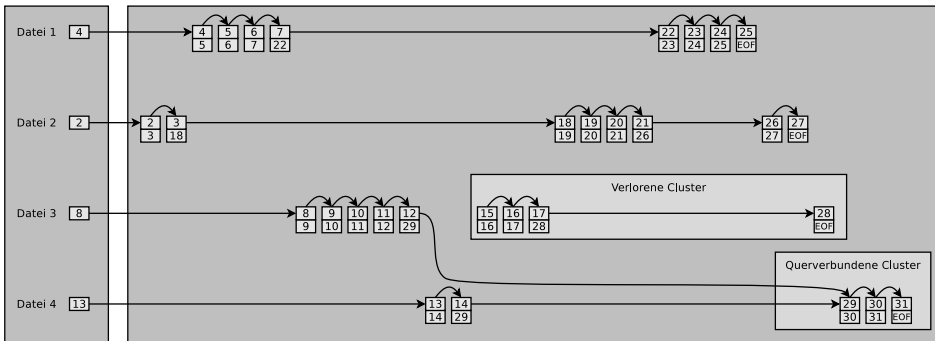 Datei 1 4 4 5 6 7 22 23 24 25
5 6 7 22 23 24 25 EOF
Datei 2 2 2 3 18 19 20 21 26 27
3 18 19 20 21 26 27 EOF
Verlorene Cluster
Datei 3 8 8 9 10 11 12 15 16 17 28
9 10 11 12 29 16 17 28 EOF
Querverbundene Cluster
Datei 4 13 13 14 29 30 31
14 29 30 31 EOF